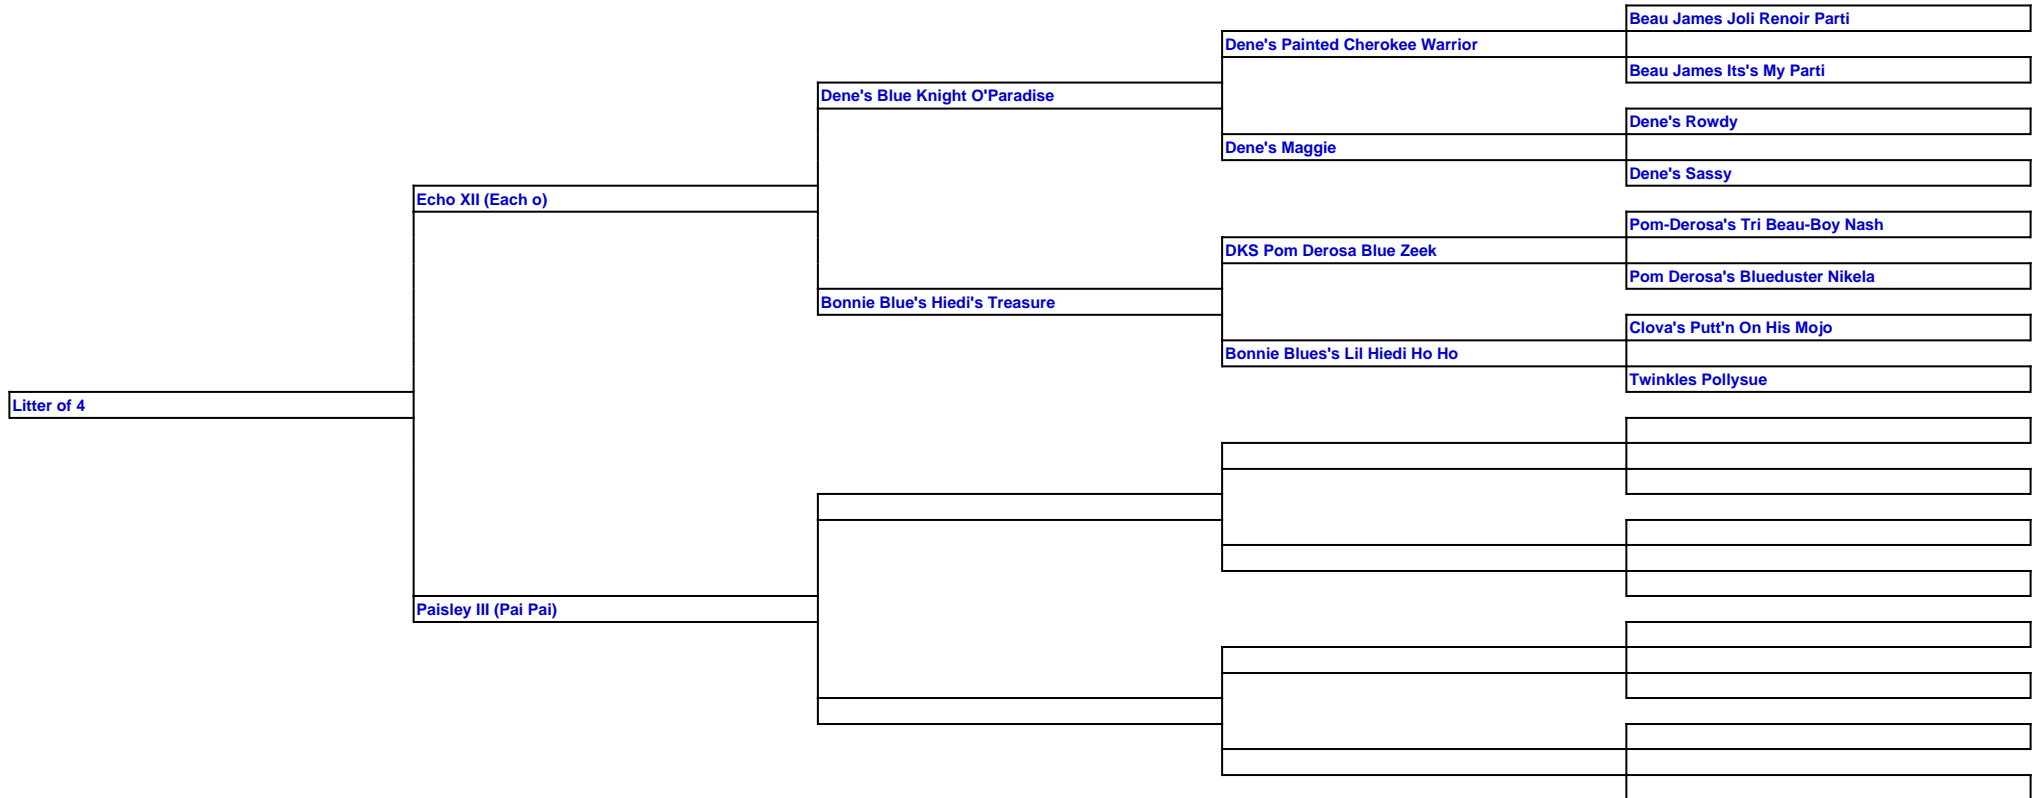 Beau James Joli Renoir Parti
Dene's Painted Cherokee Warrior
Beau James Its's My Parti
Dene's Blue Knight O'Paradise
Dene's Rowdy
Dene's Maggie
Dene's Sassy
Echo XII (Each o)
Pom-Derosa's Tri Beau-Boy Nash
DKS Pom Derosa Blue Zeek
Pom Derosa's Blueduster Nikela
Bonnie Blue's Hiedi's Treasure
Clova's Putt'n On His Mojo
Bonnie Blues's Lil Hiedi Ho Ho
Twinkles Pollysue
Litter of 4
Paisley III (Pai Pai)